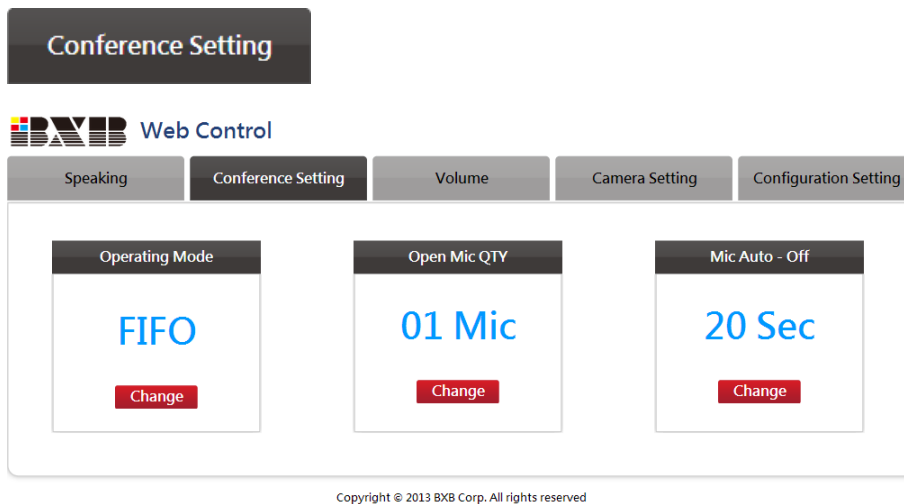 Conference Setting
BXB Web Control
Speaking Conference Setting Volume Camera Setting Configuration Setting
Operating Mode Open Mic QTY Mic Auto - Off
FIFO 01 Mic 20 Sec
Change Change Change
Copyright © 2013 BXB Corp. All rights reserved